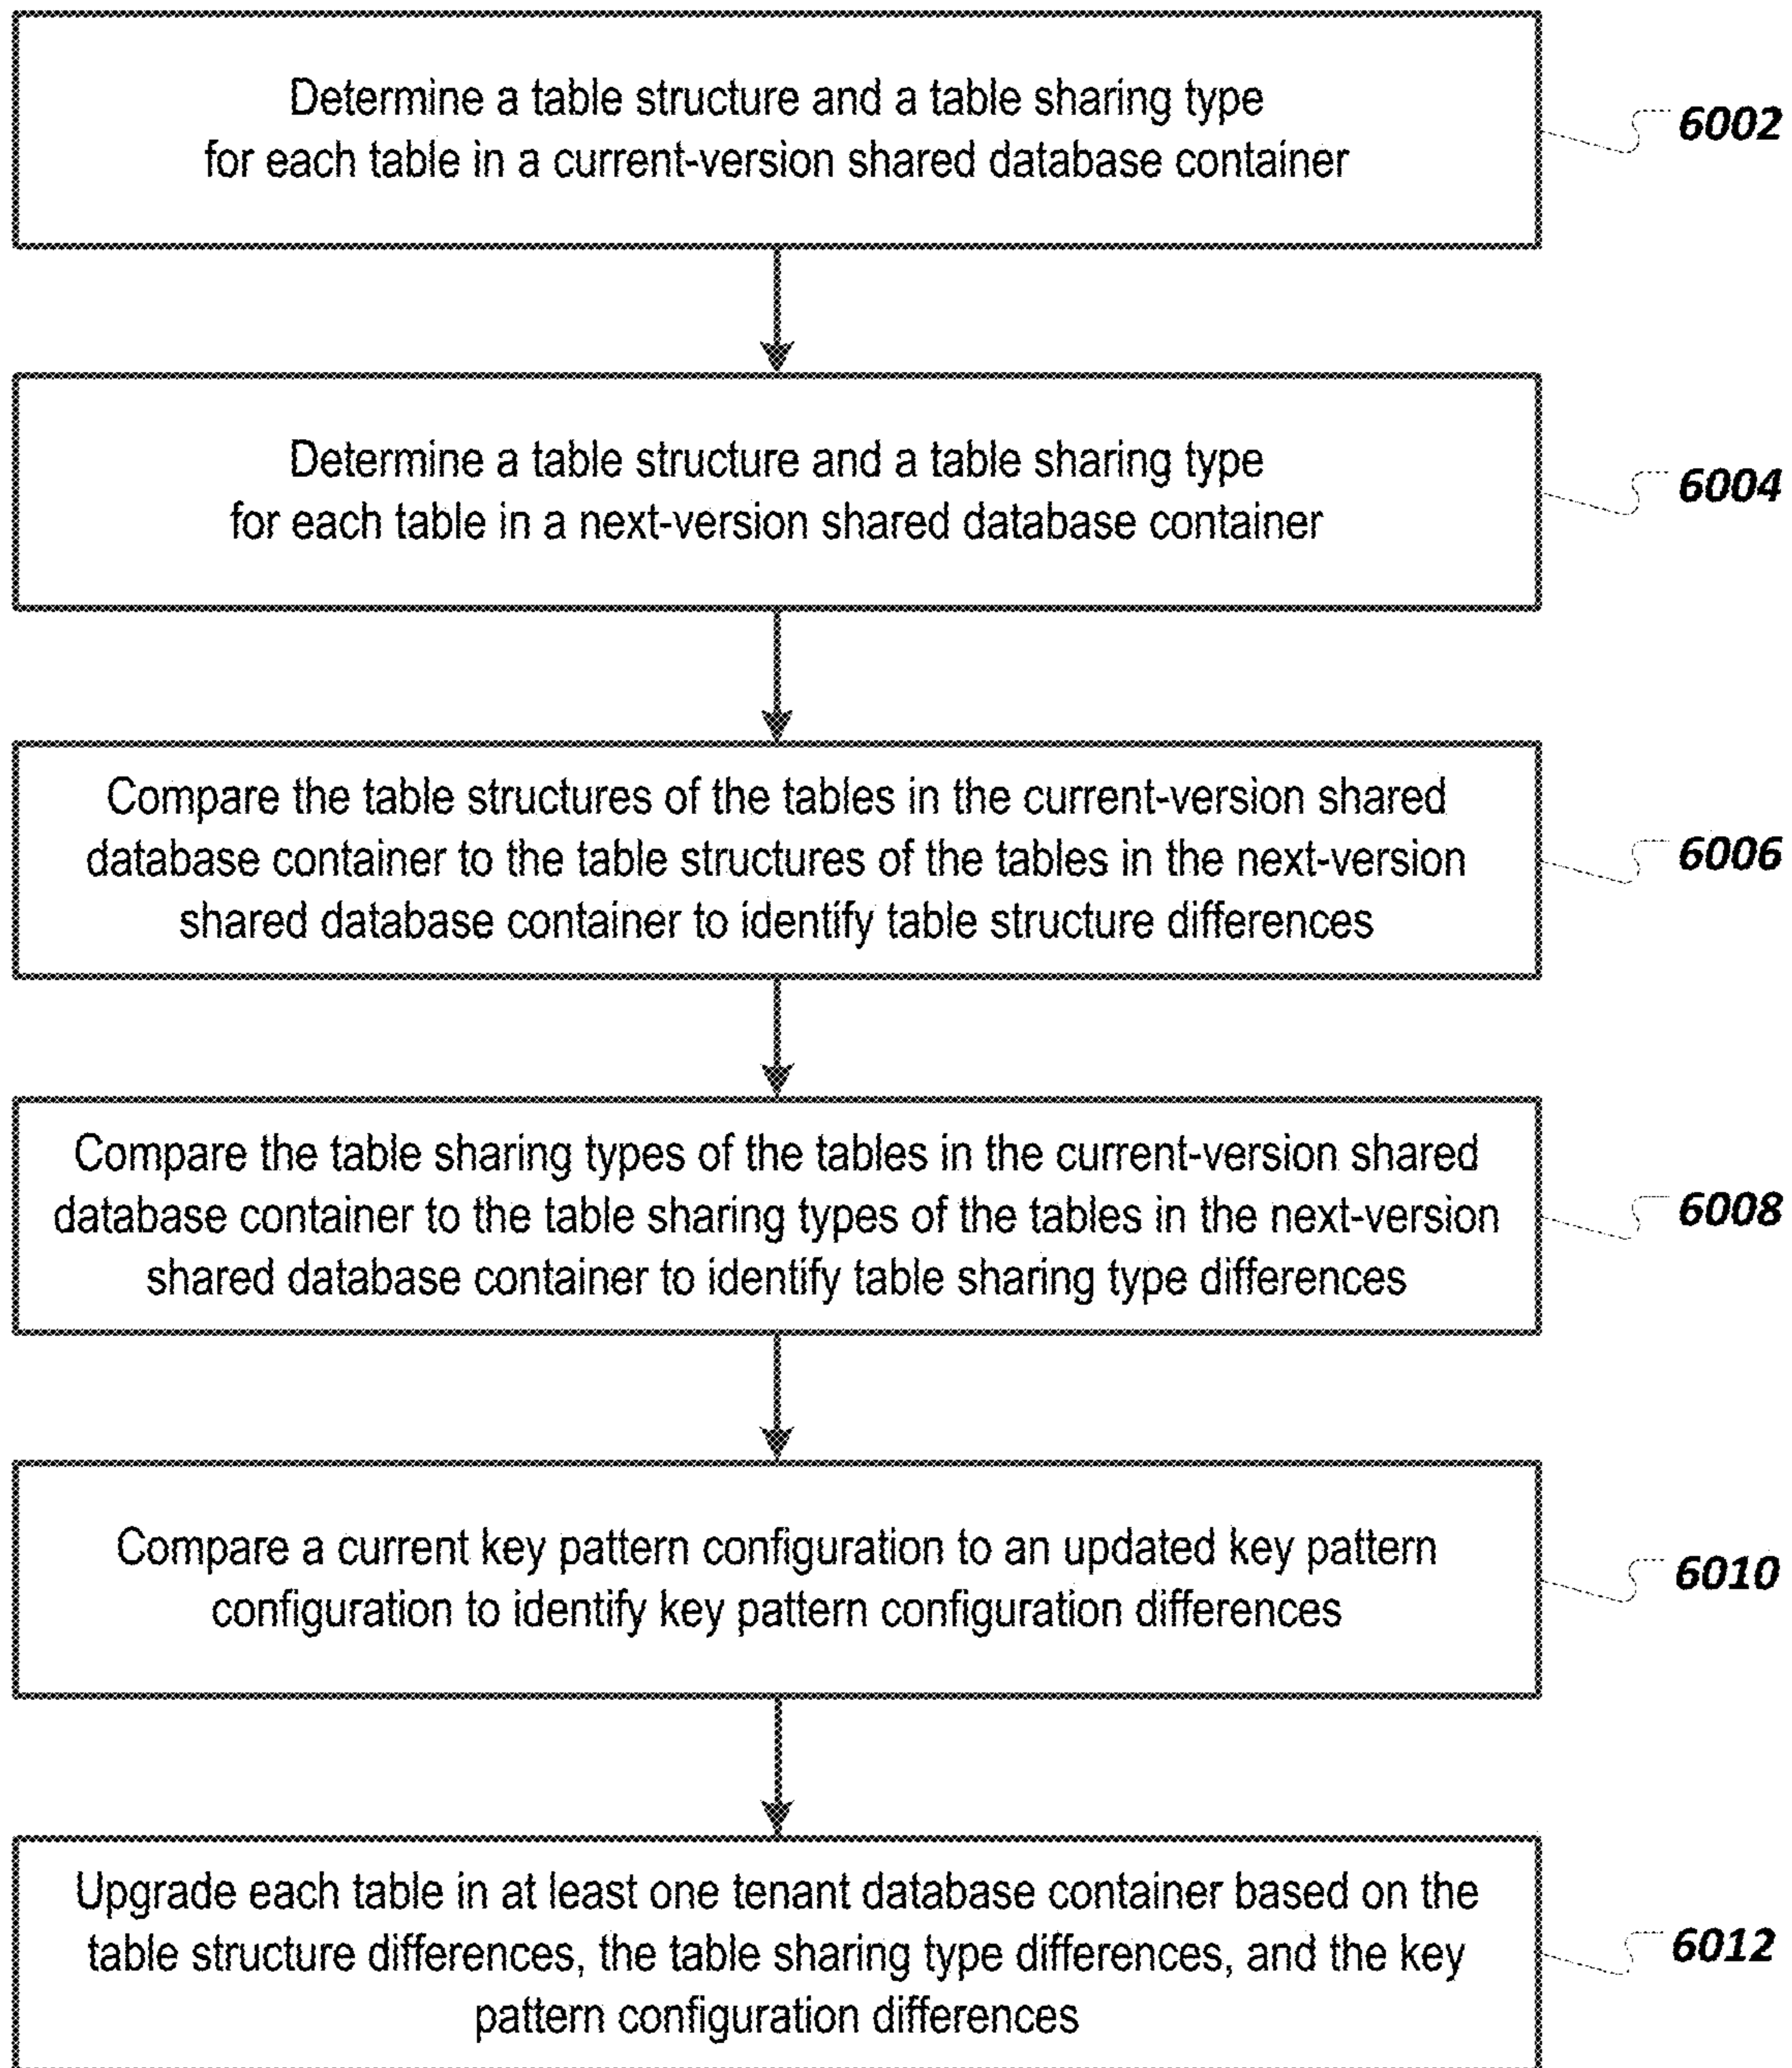 Determine a table structure and a table sharing type
for each table in a current-version shared database container
6002
Determine a table structure and a table sharing type
for each table in a next-version shared database container
6004
Compare the table structures of the tables in the current-version shared
database container to the table structures of the tables in the next-version
shared database container to identify table structure differences
6006
Compare the table sharing types of the tables in the current-version shared
database container to the table sharing types of the tables in the next-version
shared database container to identify table sharing type differences
6008
Compare a current key pattern configuration to an updated key pattern
configuration to identify key pattern configuration differences
6010
Upgrade each table in at least one tenant database container based on the
table structure differences, the table sharing type differences, and the key
pattern configuration differences
6012